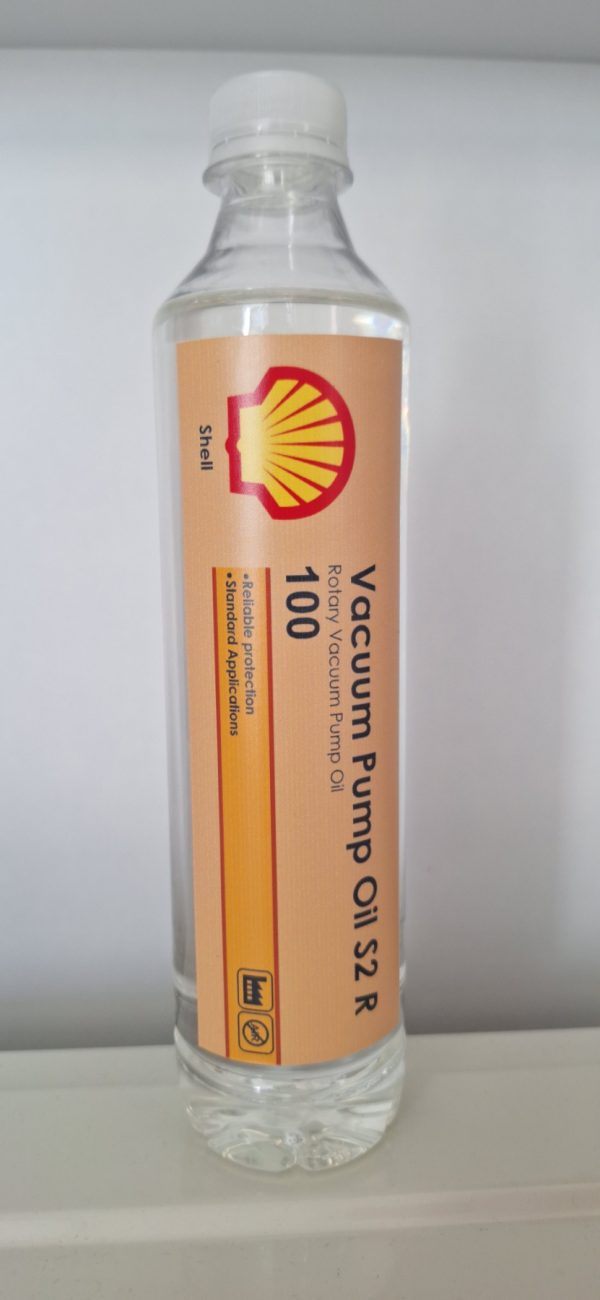 Shell
Vacuum Pump Oil S2 R
Rotary Vacuum Pump Oil
100
•Reliable protection
•Standard Applications